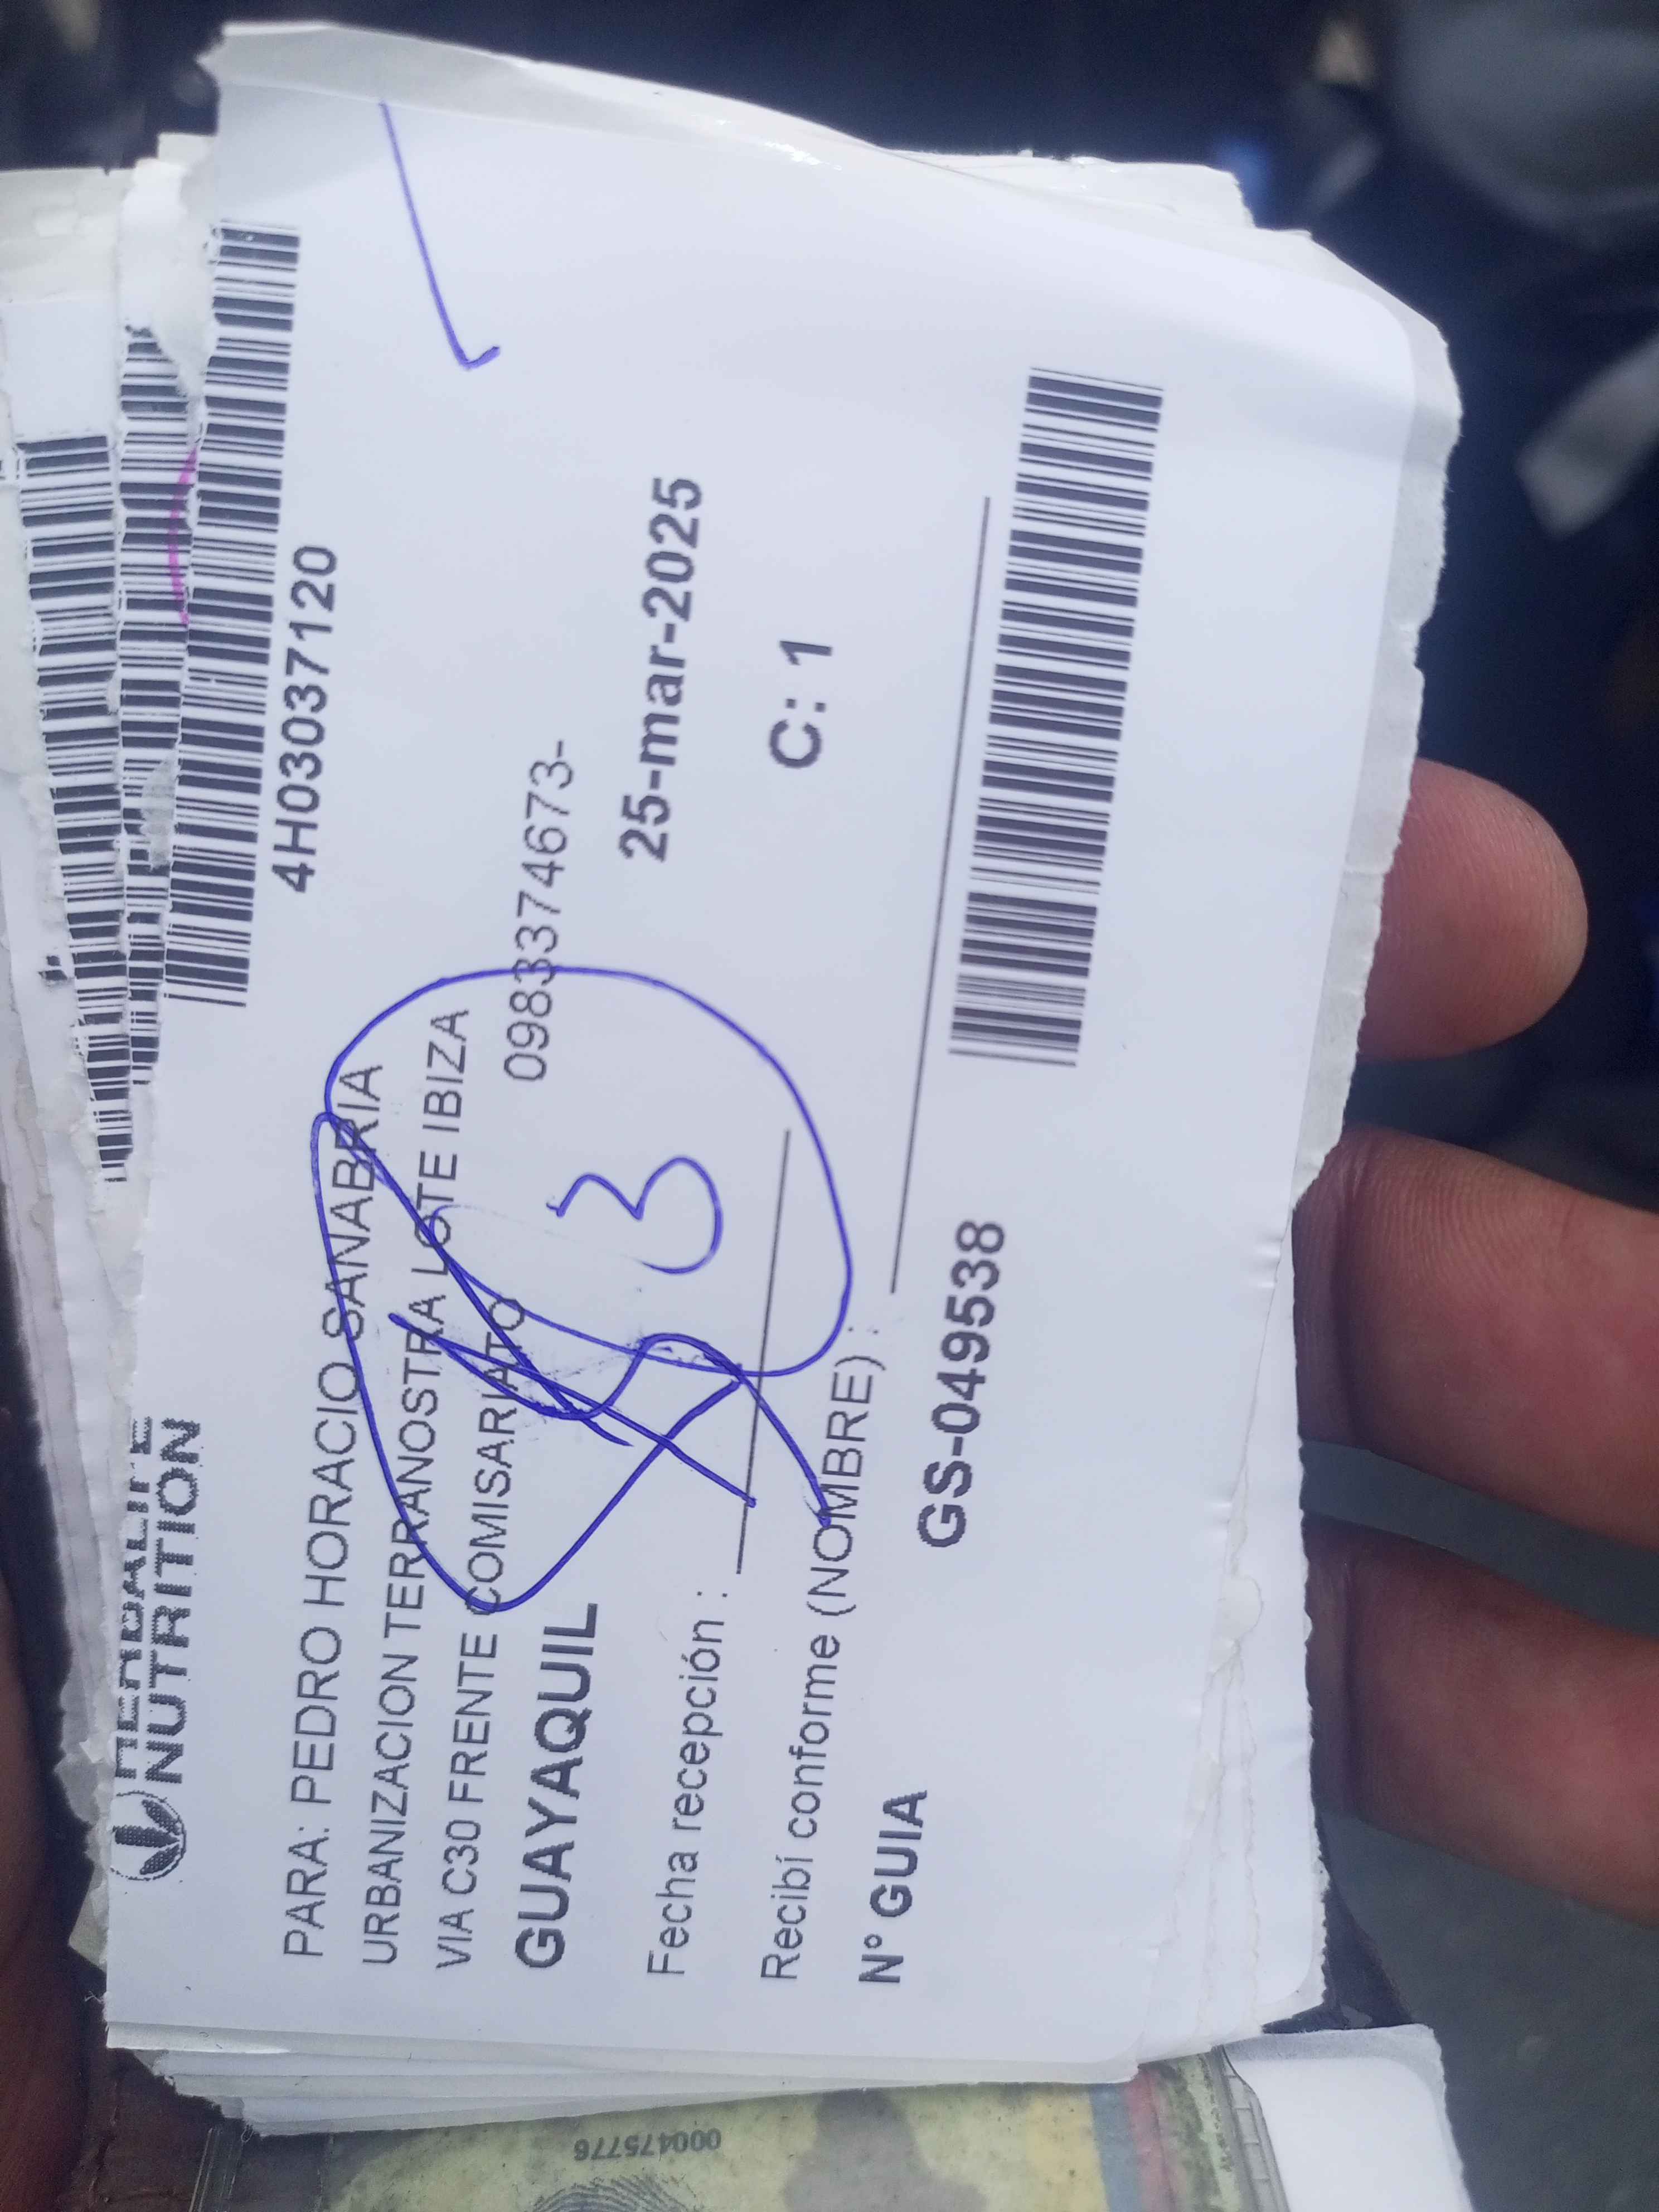 HERBALIFE
NUTRITION
4H03037120
PARA: PEDRO HORACIO SANABRIA
URBANIZACION TERRANOSTRA LOTE IBIZA
VIA C30 FRENTE COMISARIATO
0983374673-
GUAYAQUIL
25-mar-2025
3
Fecha recepción :
C: 1
Recibí conforme (NOMBRE) :
N° GUIA
GS-049538
000475776